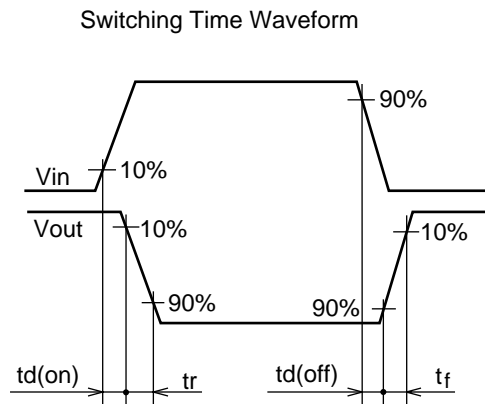 Switching Time Waveform
90%
Vin
10%
Vout
10%
10%
90%
90%
td(on)
tr
td(off)
tf